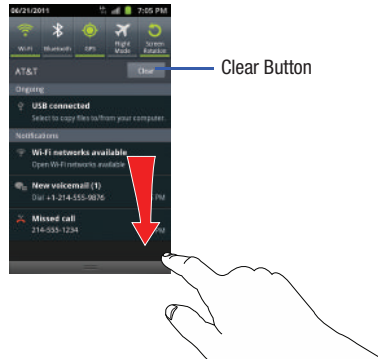 06/21/2011 7:05 PM
Wi-Fi Bluetooth GPS Flight Mode Screen Rotation
AT&T Clear
Clear Button
Ongoing
USB connected
Select to copy files to/from your computer.
Notifications
Wi-Fi networks available
Open Wi-Fi networks available
New voicemail (1)
Dial +1-214-555-9876 PM
Missed call
214-555-1234 PM